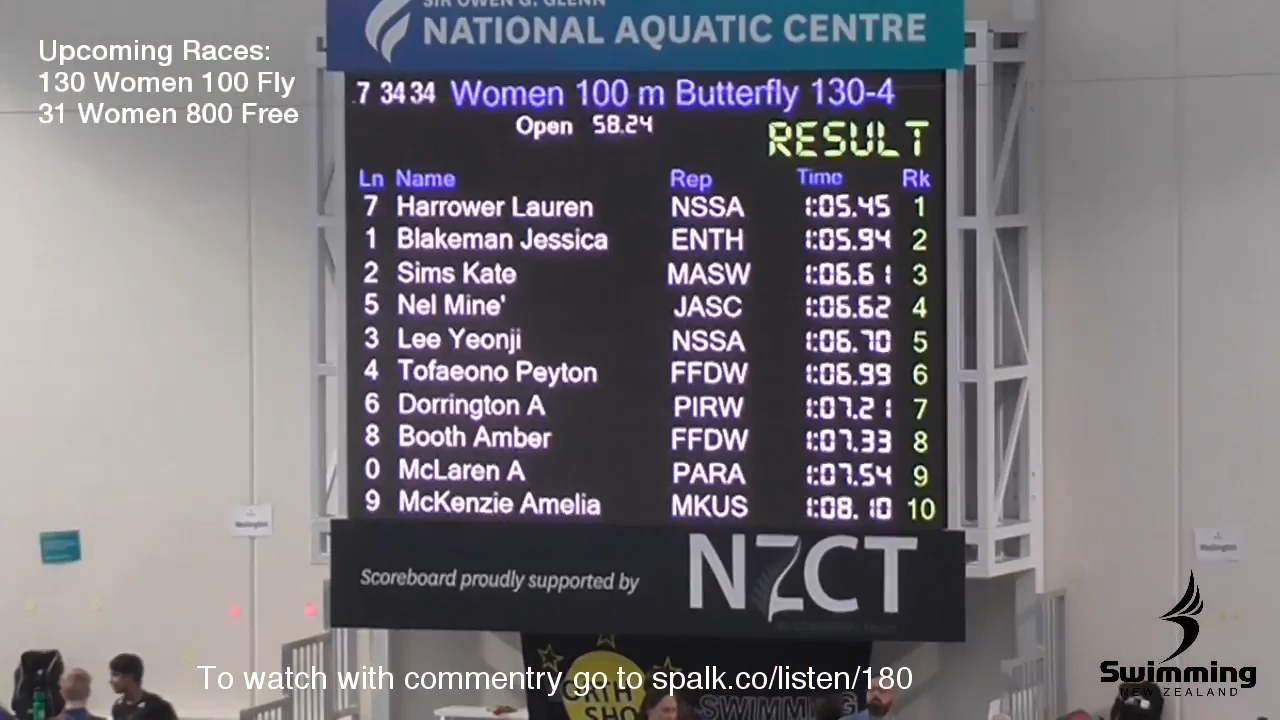 SIR OWEN G. GLENN
NATIONAL AQUATIC CENTRE
Upcoming Races:
130 Women 100 Fly
31 Women 800 Free
.7 34 34 Women 100 m Butterfly 130-4
Open 58.24
RESULT
Ln Name Rep Time Rk
7 Harrower Lauren NSSA 1:05.45 1
1 Blakeman Jessica ENTH 1:05.94 2
2 Sims Kate MASW 1:06.61 3
5 Nel Mine' JASC 1:06.62 4
3 Lee Yeonji NSSA 1:06.70 5
4 Tofaeono Peyton FFDW 1:06.99 6
6 Dorrington A PIRW 1:07.21 7
8 Booth Amber FFDW 1:07.33 8
0 McLaren A PARA 1:07.54 9
9 McKenzie Amelia MKUS 1:08.10 10
Wellington
Wellington
Scoreboard proudly supported by NZCT
To watch with commentry go to spalk.co/listen/180
Swimming
NEW ZEALAND